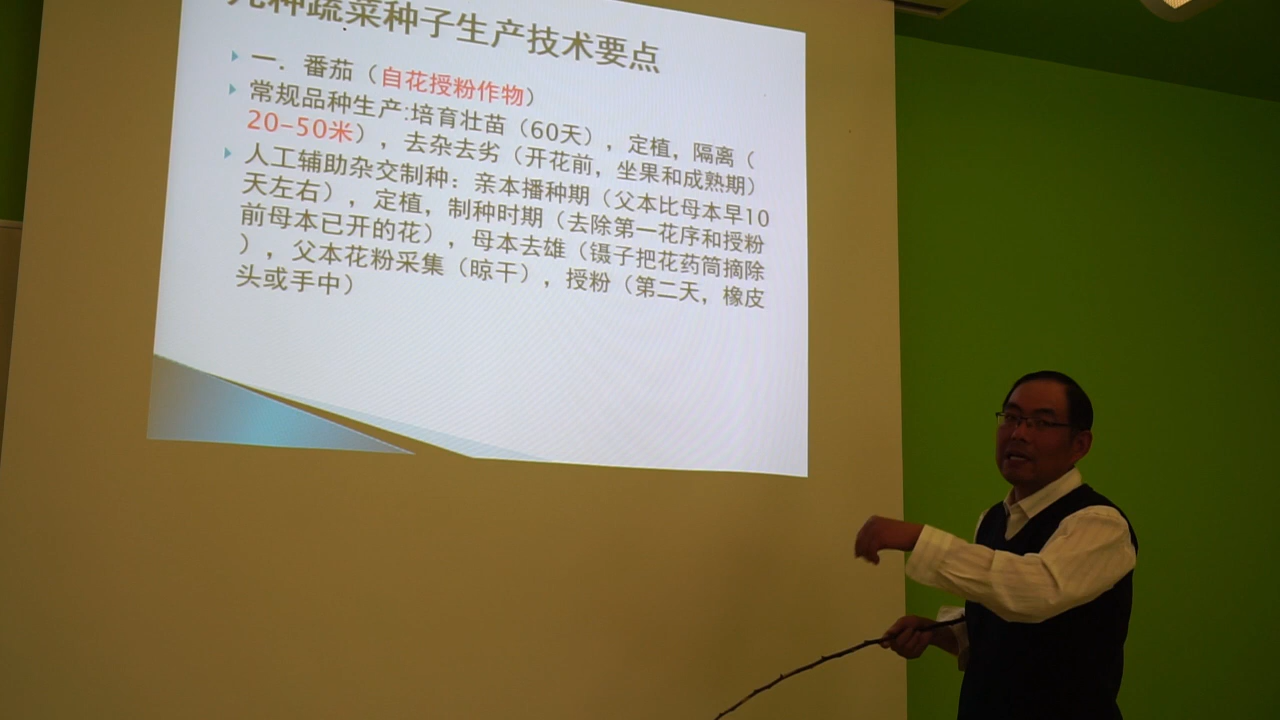 几种蔬菜种子生产技术要点
一．番茄（自花授粉作物）
常规品种生产:培育壮苗（60天），定植，隔离（
20-50米），去杂去劣（开花前，坐果和成熟期）
人工辅助杂交制种：亲本播种期（父本比母本早10
天左右），定植，制种时期（去除第一花序和授粉
前母本已开的花），母本去雄（镊子把花药筒摘除
），父本花粉采集（晾干），授粉（第二天，橡皮
头或手中）